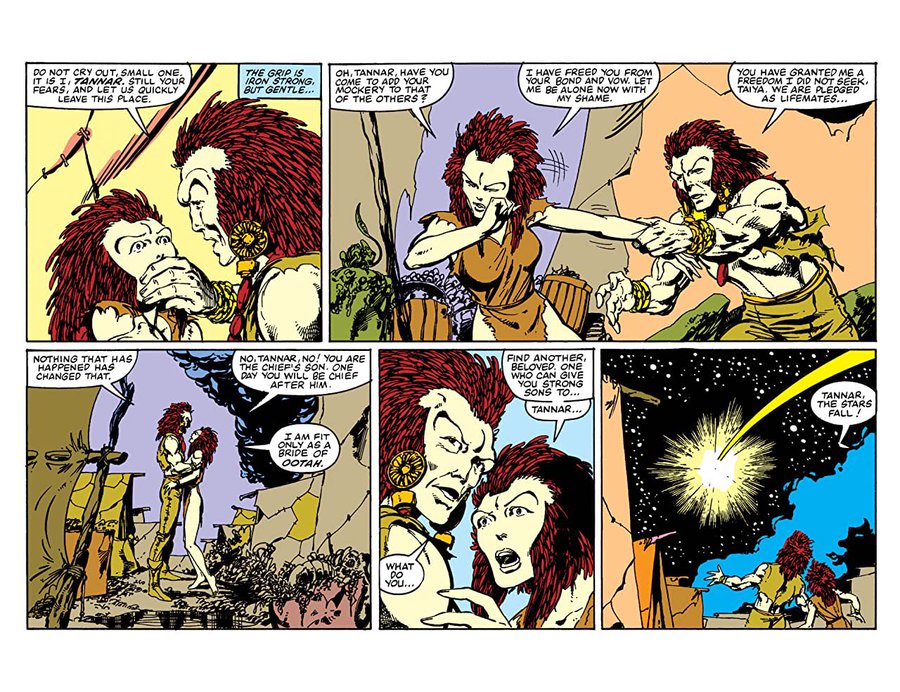 DO NOT CRY OUT, SMALL ONE.
IT IS I, TANNAR. STILL YOUR
FEARS, AND LET US QUICKLY
LEAVE THIS PLACE.
THE GRIP IS
IRON STRONG,
BUT GENTLE...
OH, TANNAR, HAVE YOU
COME TO ADD YOUR
MOCKERY TO THAT
OF THE OTHERS?
I HAVE FREED YOU FROM
YOUR BOND AND VOW. LET
ME BE ALONE NOW WITH
MY SHAME.
YOU HAVE GRANTED ME A
FREEDOM I DID NOT SEEK,
TAIYA. WE ARE PLEDGED
AS LIFEMATES...
NOTHING THAT HAS
HAPPENED HAS
CHANGED THAT.
NO, TANNAR, NO! YOU ARE
THE CHIEF'S SON. ONE
DAY YOU WILL BE CHIEF
AFTER HIM.
I AM FIT
ONLY AS A
BRIDE OF
OOTAH.
FIND ANOTHER,
BELOVED. ONE
WHO CAN GIVE
YOU STRONG
SONS TO...
TANNAR...
WHAT
DO
YOU...
TANNAR,
THE STARS
FALL!